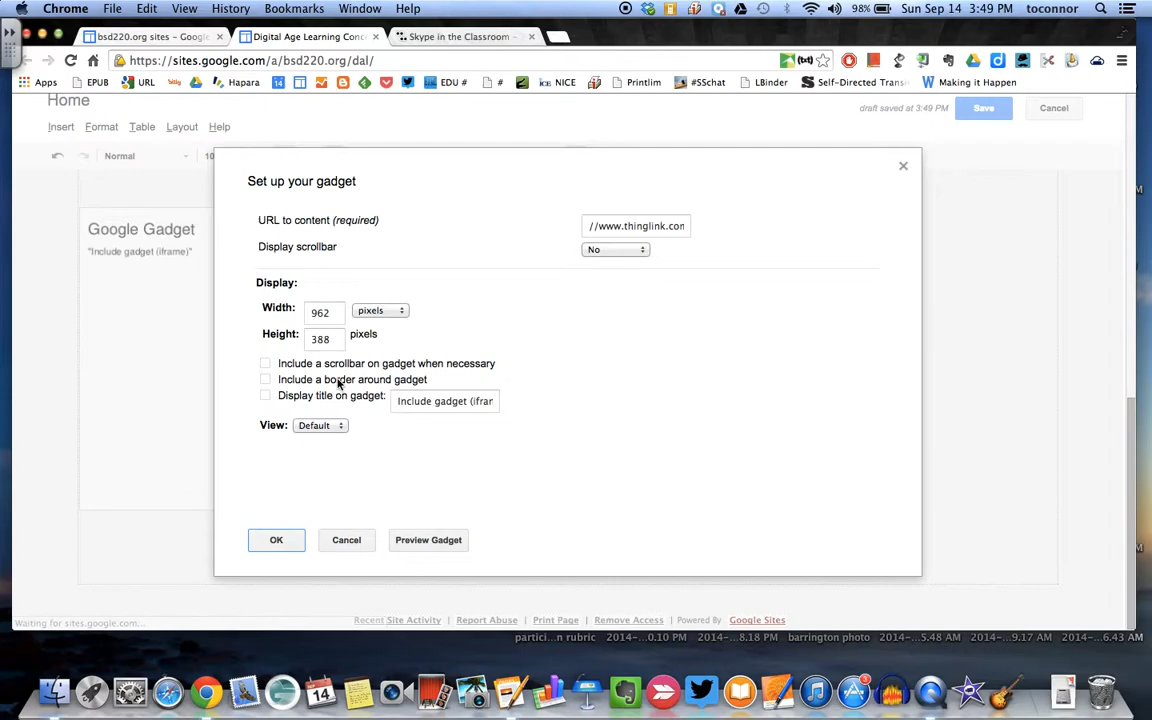 Chrome File Edit View History Bookmarks Window Help 98% Sun Sep 14 3:49 PM toconnor
bsd220.org sites – Google Digital Age Learning Conc Skype in the Classroom –
https://sites.google.com/a/bsd220.org/dal/
Apps EPUB URL Hapara EDU # # ice NICE Printlim #SSchat LBinder Self-Directed Trans Making it Happen
Home
draft saved at 3:49 PM Save Cancel
Insert Format Table Layout Help
Normal 10
Set up your gadget
URL to content (required) //www.thinglink.con
Display scrollbar No
Google Gadget
"Include gadget (iframe)"
Display:
Width: 962 pixels
Height: 388 pixels
Include a scrollbar on gadget when necessary
Include a border around gadget
Display title on gadget: Include gadget (ifran
View: Default
OK Cancel Preview Gadget
Waiting for sites.google.com...
Recent Site Activity Report Abuse Print Page Remove Access Powered By Google Sites
partici...n rubric 2014-...0.10 PM 2014-...8.18 PM barrington photo 2014-...5.48 AM 2014-...9.17 AM 2014-...6.43 AM